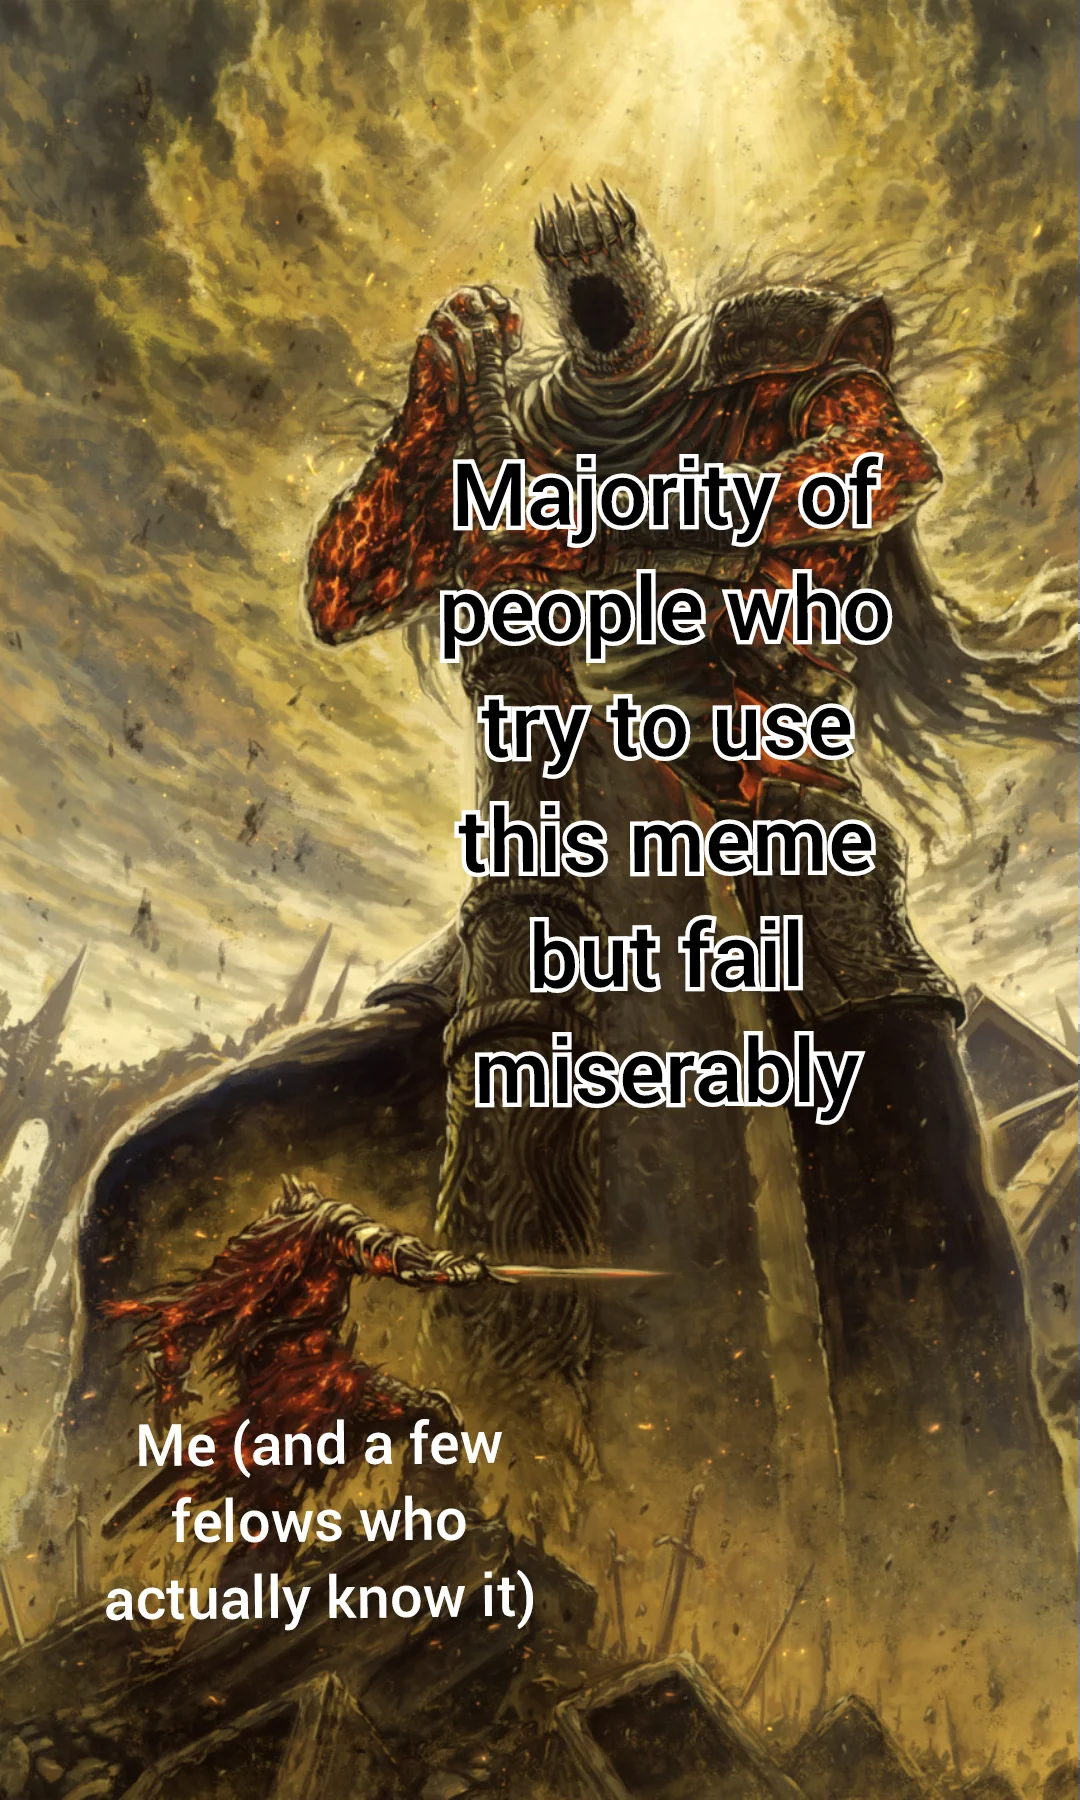 Majority of
people who
try to use
this meme
but fail
miserably
Me (and a few
felows who
actually know it)